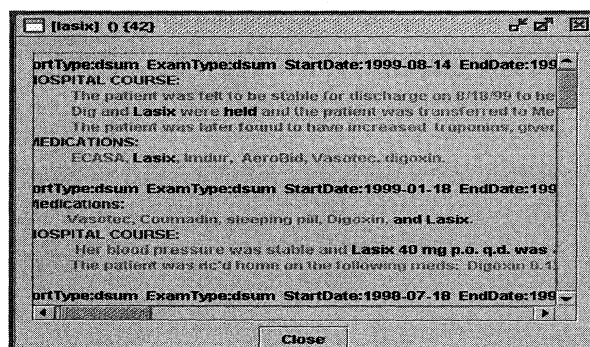 [lasix] () {42}
ortType:dsum ExamType:dsum StartDate:1999-08-14 EndDate:199
HOSPITAL COURSE:
The patient was felt to be stable for discharge on 8/18/99 to be
Dig and Lasix were held and the patient was transferred to Me
The patient was later found to have increased troponins, given
MEDICATIONS:
ECASA, Lasix, Imdur, AeroBid, Vasotec, digoxin.
ortType:dsum ExamType:dsum StartDate:1999-01-18 EndDate:199
Medications:
Vasotec, Coumadin, sleeping pill, Digoxin, and Lasix.
HOSPITAL COURSE:
Her blood pressure was stable and Lasix 40 mg p.o. q.d. was
The patient was dc'd home on the following meds: Digoxin 0.1
ortType:dsum ExamType:dsum StartDate:1998-07-18 EndDate:199
Close